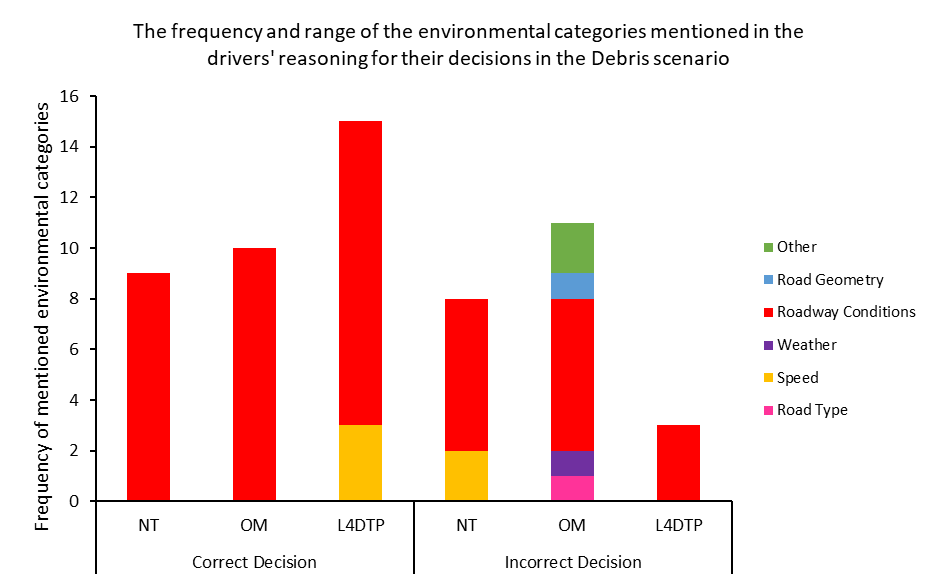 The frequency and range of the environmental categories mentioned in the
drivers' reasoning for their decisions in the Debris scenario
Frequency of mentioned environmental categories
16
14
12
10
8
6
4
2
0
NT
OM
L4DTP
NT
OM
L4DTP
Correct Decision
Incorrect Decision
Other
Road Geometry
Roadway Conditions
Weather
Speed
Road Type